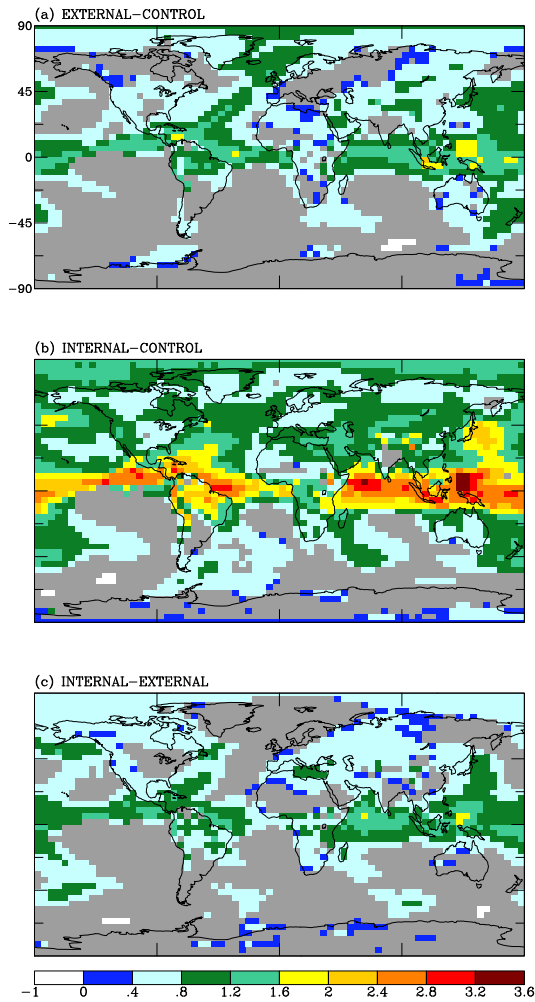 (a) EXTERNAL−CONTROL
90
45
0
−45
−90
(b) INTERNAL−CONTROL
(c) INTERNAL−EXTERNAL
−1 0 .4 .8 1.2 1.6 2 2.4 2.8 3.2 3.6